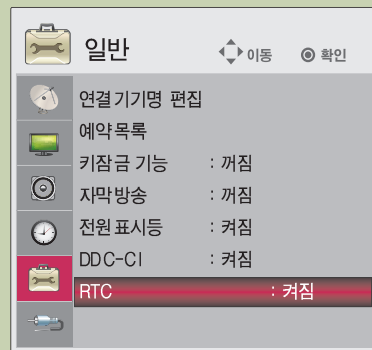 일반 이동 확인
연결기기명 편집
예약목록
키잠금 기능 : 꺼짐
자막방송 : 꺼짐
전원표시등 : 켜짐
DDC-CI : 켜짐
RTC : 켜짐